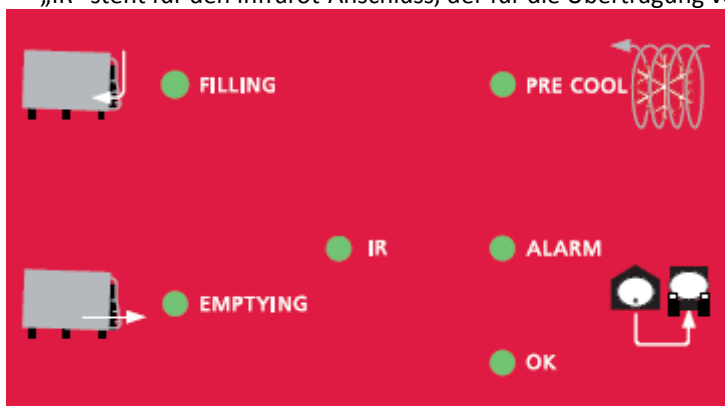 „IR“ steht für den Infrarot-Anschluss, der für die Übertragung v
FILLING
PRE COOL
IR
ALARM
EMPTYING
OK